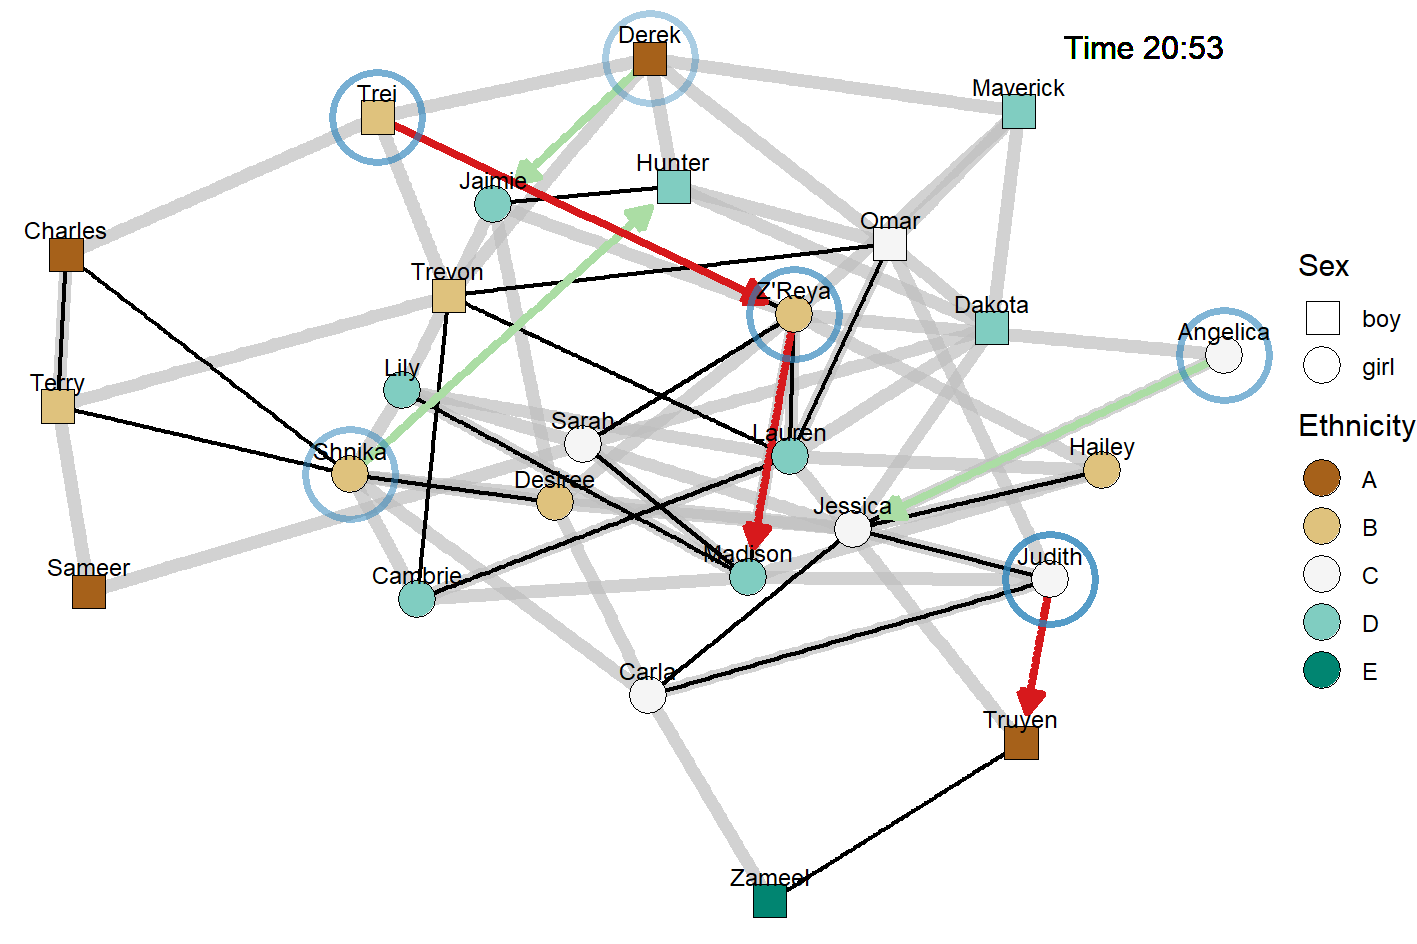 Derek
Time 20:53
Trei
Maverick
Hunter
Jaimie
Charles
Omar
Trevon
Z'Reya
Dakota
Angelica
Lily
Terry
Sarah
Lauren
Shnika
Hailey
Desiree
Jessica
Madison
Judith
Sameer
Cambrie
Carla
Truyen
Zameel
Sex
boy
girl
Ethnicity
A
B
C
D
E